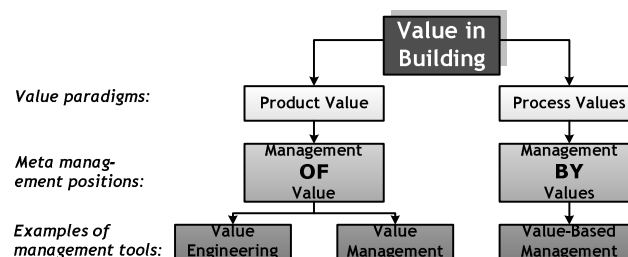 Value in
Building
Value paradigms:
Product Value
Process Values
Meta manag-
ement positions:
Management
OF
Value
Management
BY
Values
Examples of
management tools:
Value
Engineering
Value
Management
Value-Based
Management